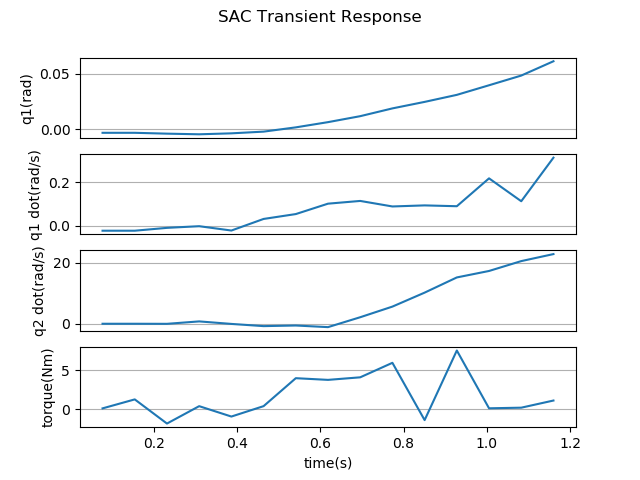 SAC Transient Response
q1(rad)
0.05
0.00
q1 dot(rad/s)
0.2
0.0
q2 dot(rad/s)
20
0
torque(Nm)
5
0
0.2 0.4 0.6 0.8 1.0 1.2
time(s)